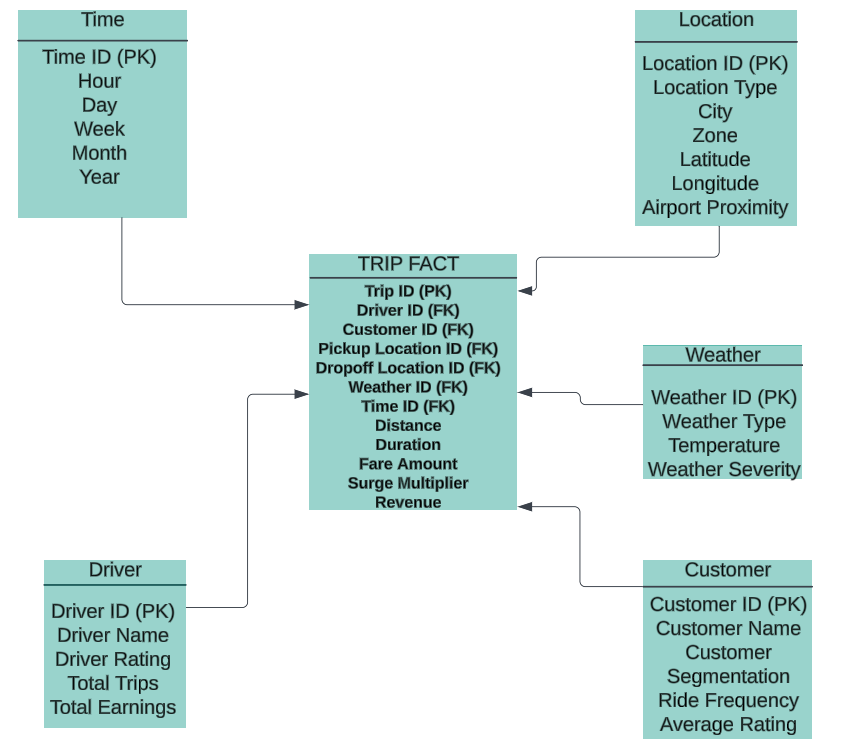 Time
Time ID (PK)
Hour
Day
Week
Month
Year
Location
Location ID (PK)
Location Type
City
Zone
Latitude
Longitude
Airport Proximity
TRIP FACT
Trip ID (PK)
Driver ID (FK)
Customer ID (FK)
Pickup Location ID (FK)
Dropoff Location ID (FK)
Weather ID (FK)
Time ID (FK)
Distance
Duration
Fare Amount
Surge Multiplier
Revenue
Weather
Weather ID (PK)
Weather Type
Temperature
Weather Severity
Driver
Driver ID (PK)
Driver Name
Driver Rating
Total Trips
Total Earnings
Customer
Customer ID (PK)
Customer Name
Customer
Segmentation
Ride Frequency
Average Rating